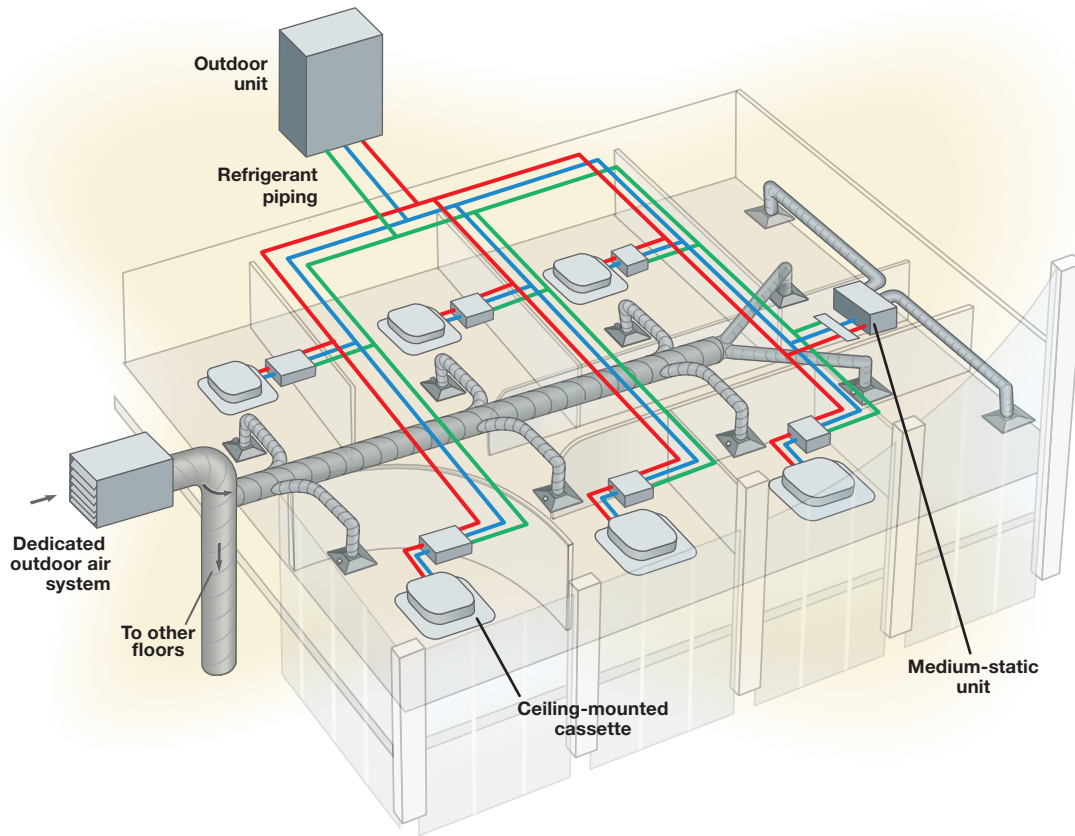 Outdoor
unit
Refrigerant
piping
Dedicated
outdoor air
system
To other
floors
Ceiling-mounted
cassette
Medium-static
unit